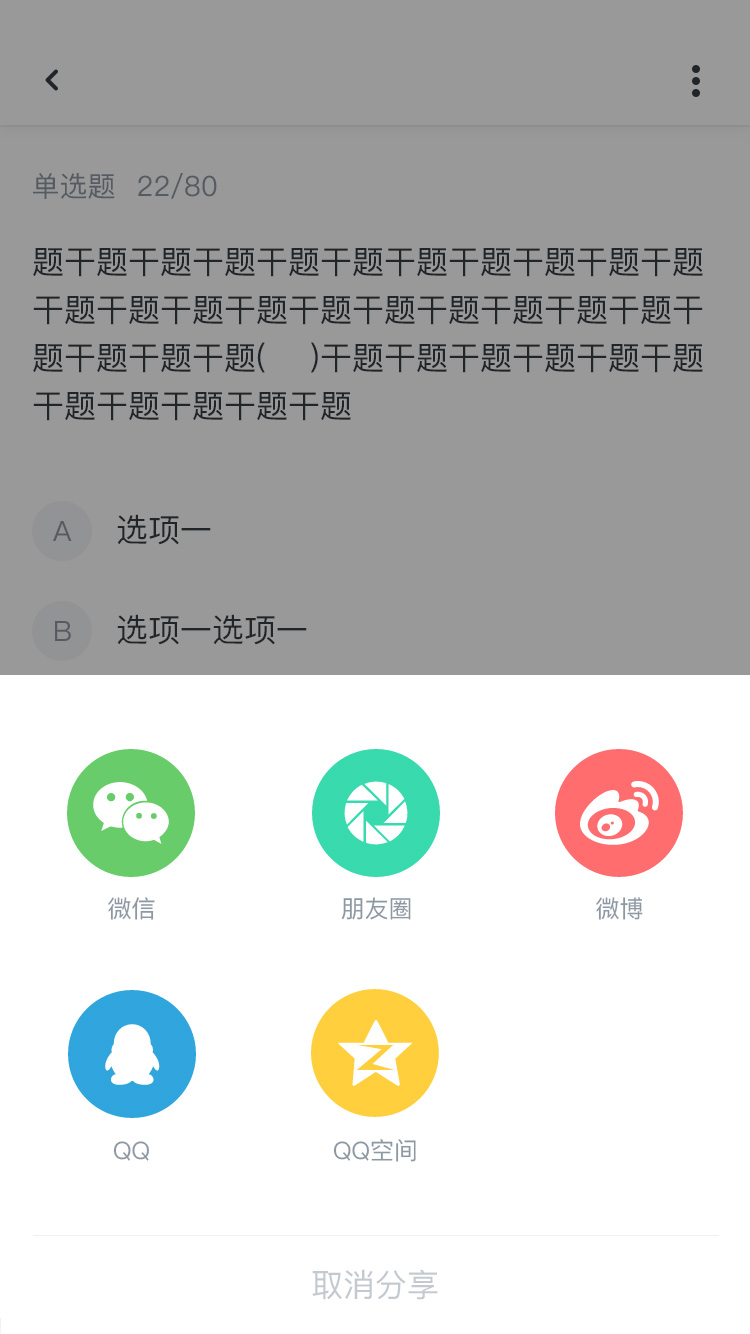 单选题 22/80
题干题干题干题干题干题干题干题干题干题干题
干题干题干题干题干题干题干题干题干题干题干
题干题干题干题(    )干题干题干题干题干题干题
干题干题干题干题干题
A 选项一
B 选项一选项一
微信 朋友圈 微博
QQ QQ空间
取消分享